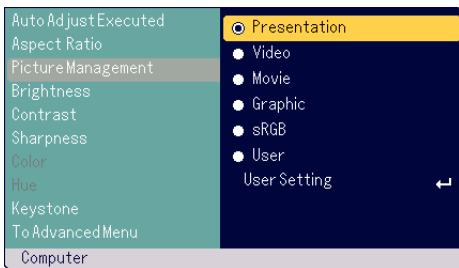 Auto Adjust Executed
Aspect Ratio
Picture Management
Brightness
Contrast
Sharpness
Color
Hue
Keystone
To Advanced Menu
Computer
Presentation
Video
Movie
Graphic
sRGB
User
User Setting